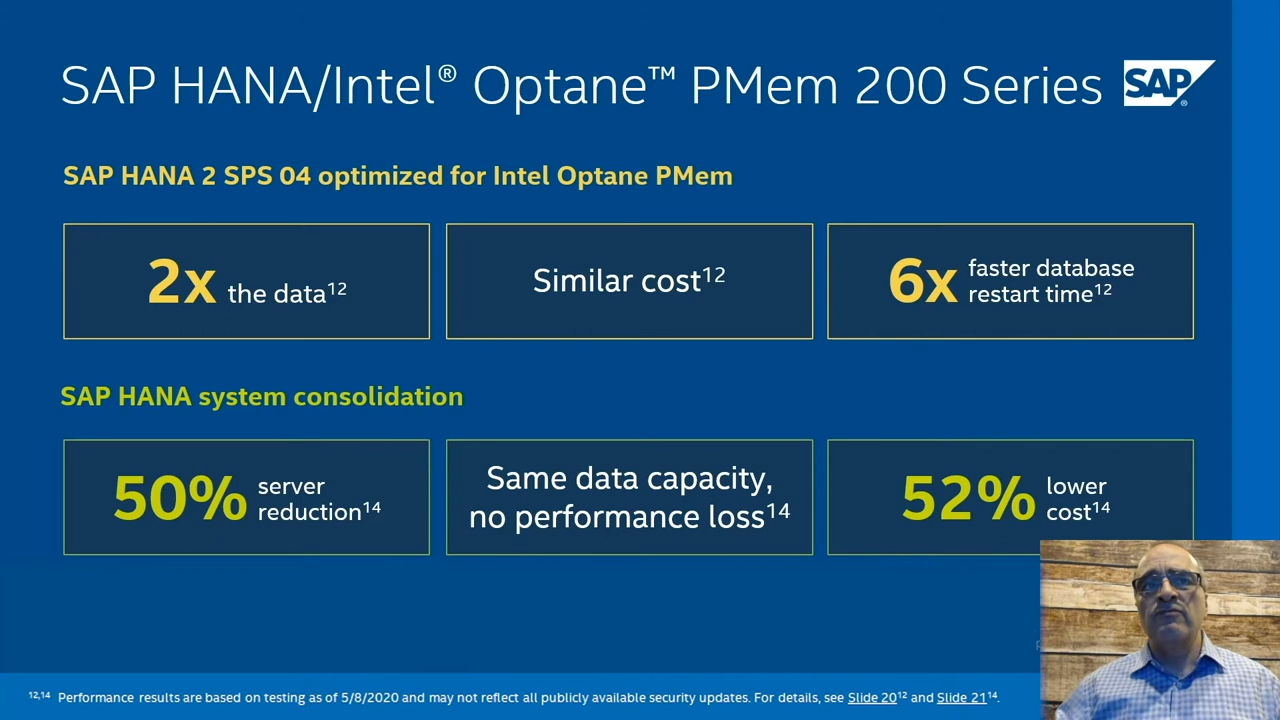 SAP HANA/Intel® Optane™ PMem 200 Series
SAP®
SAP HANA 2 SPS 04 optimized for Intel Optane PMem
2x the data¹²
Similar cost¹²
6x faster database
restart time¹²
SAP HANA system consolidation
50% server
reduction¹⁴
Same data capacity,
no performance loss¹⁴
52% lower
cost¹⁴
¹²,¹⁴ Performance results are based on testing as of 5/8/2020 and may not reflect all publicly available security updates. For details, see Slide 20¹² and Slide 21¹⁴.